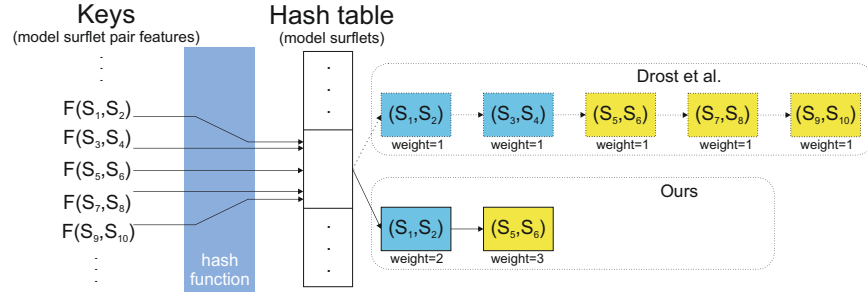 Keys
(model surflet pair features)
F(S₁,S₂)
F(S₃,S₄)
F(S₅,S₆)
F(S₇,S₈)
F(S₉,S₁₀)
hash
function
Hash table
(model surflets)
Drost et al.
(S₁,S₂) (S₃,S₄) (S₅,S₆) (S₇,S₈) (S₉,S₁₀)
weight=1 weight=1 weight=1 weight=1 weight=1
Ours
(S₁,S₂) (S₅,S₆)
weight=2 weight=3